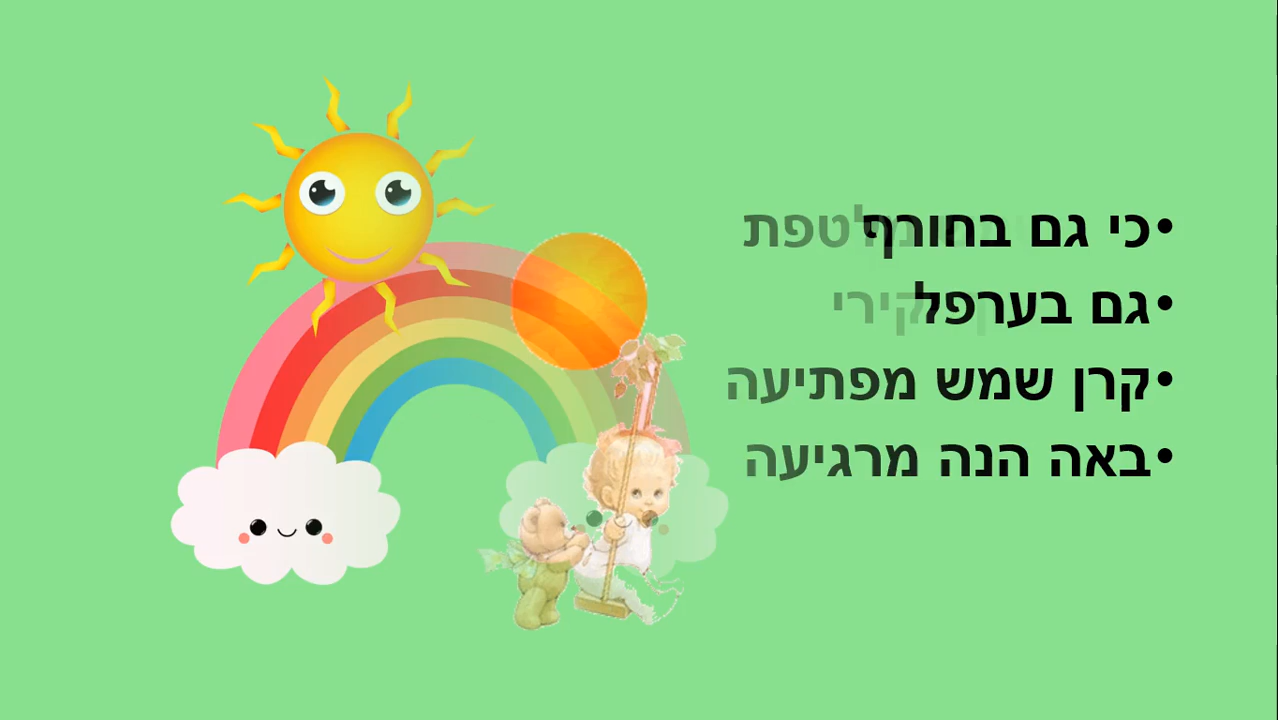 •כי גם בחורף
•גם בערפל
•קרן שמש מפתיעה
•באה הנה מרגיעה